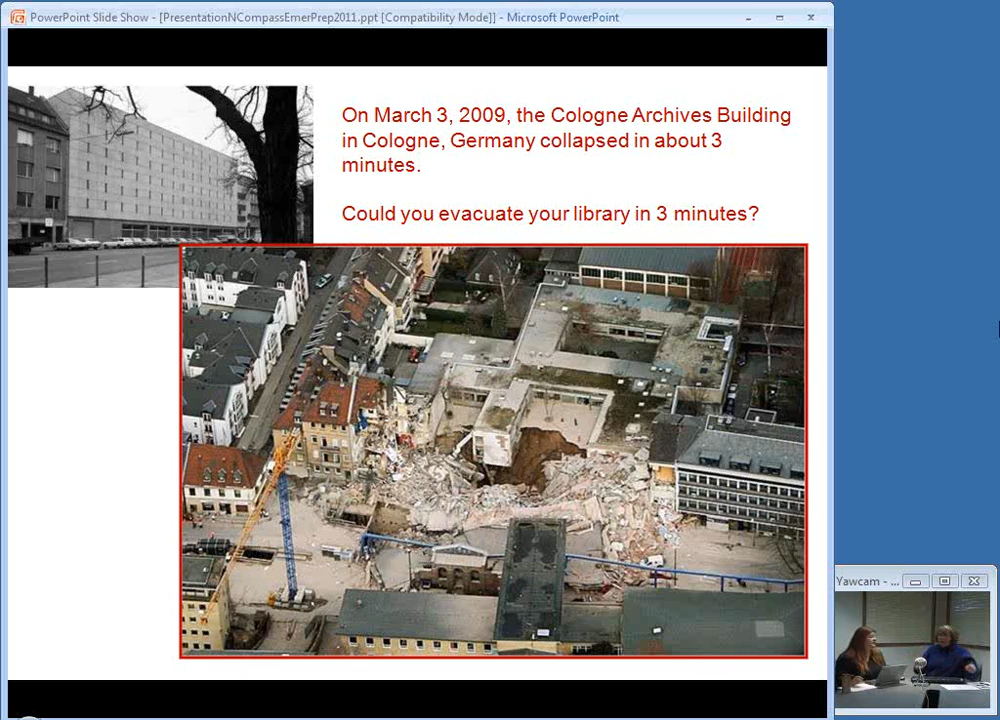 PowerPoint Slide Show - [PresentationNCompassEmerPrep2011.ppt [Compatibility Mode]] - Microsoft PowerPoint
On March 3, 2009, the Cologne Archives Building
in Cologne, Germany collapsed in about 3
minutes.
Could you evacuate your library in 3 minutes?
Yawcam - ...